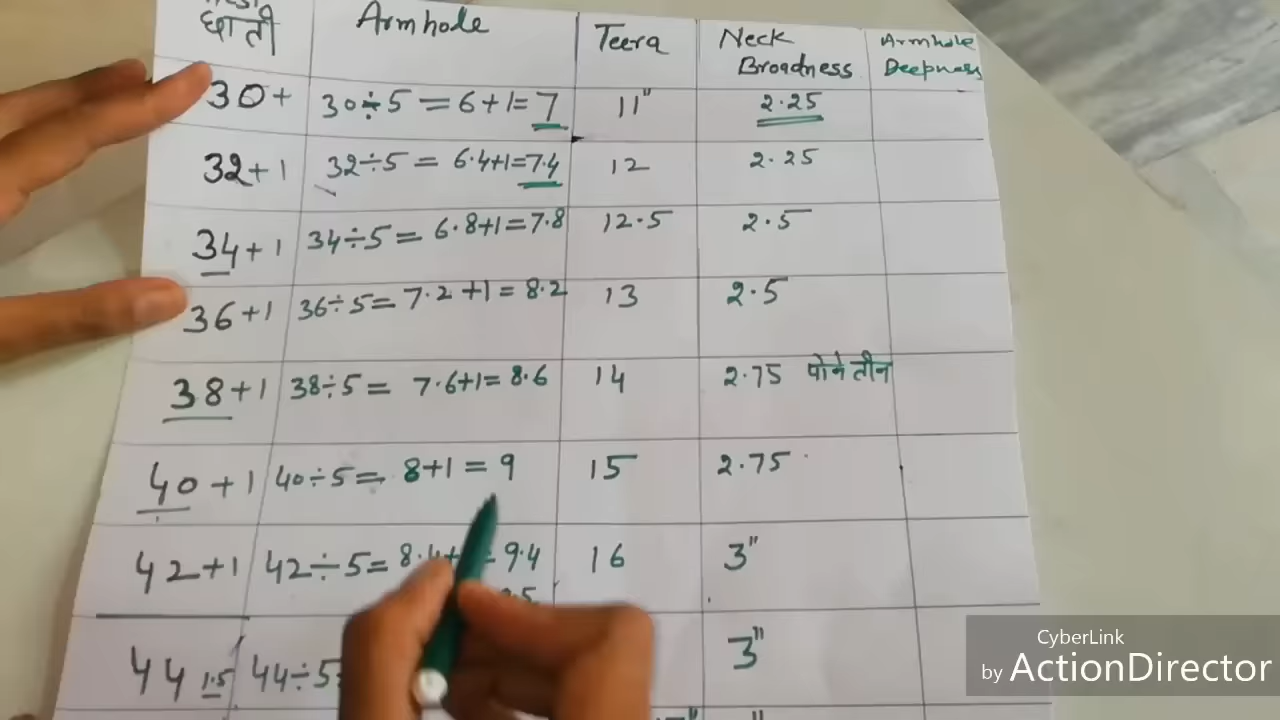 छाती Armhole Teera Neck Broadness Armhole Deepness
30+ 30÷5 = 6+1= 7 11" 2.25
32+1 32÷5 = 6.4+1=7.4 12 2.25
34+1 34÷5 = 6.8+1=7.8 12.5 2.5
36+1 36÷5= 7.2 +1= 8.2 13 2.5
38+1 38÷5= 7.6+1= 8.6 14 2.75 पोने तीन
40+1 40÷5= 8+1 = 9 15 2.75
42+1 42÷5= 8.4+ = 9.4 16 3"
44 1.5 44÷5 3"
CyberLink
by ActionDirector